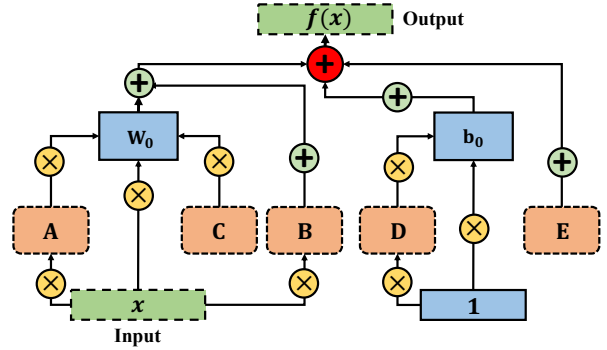 f(x) Output
+
+
+
W₀
b₀
×
×
×
+
×
A
C
B
D
×
E
+
×
×
×
x
1
Input